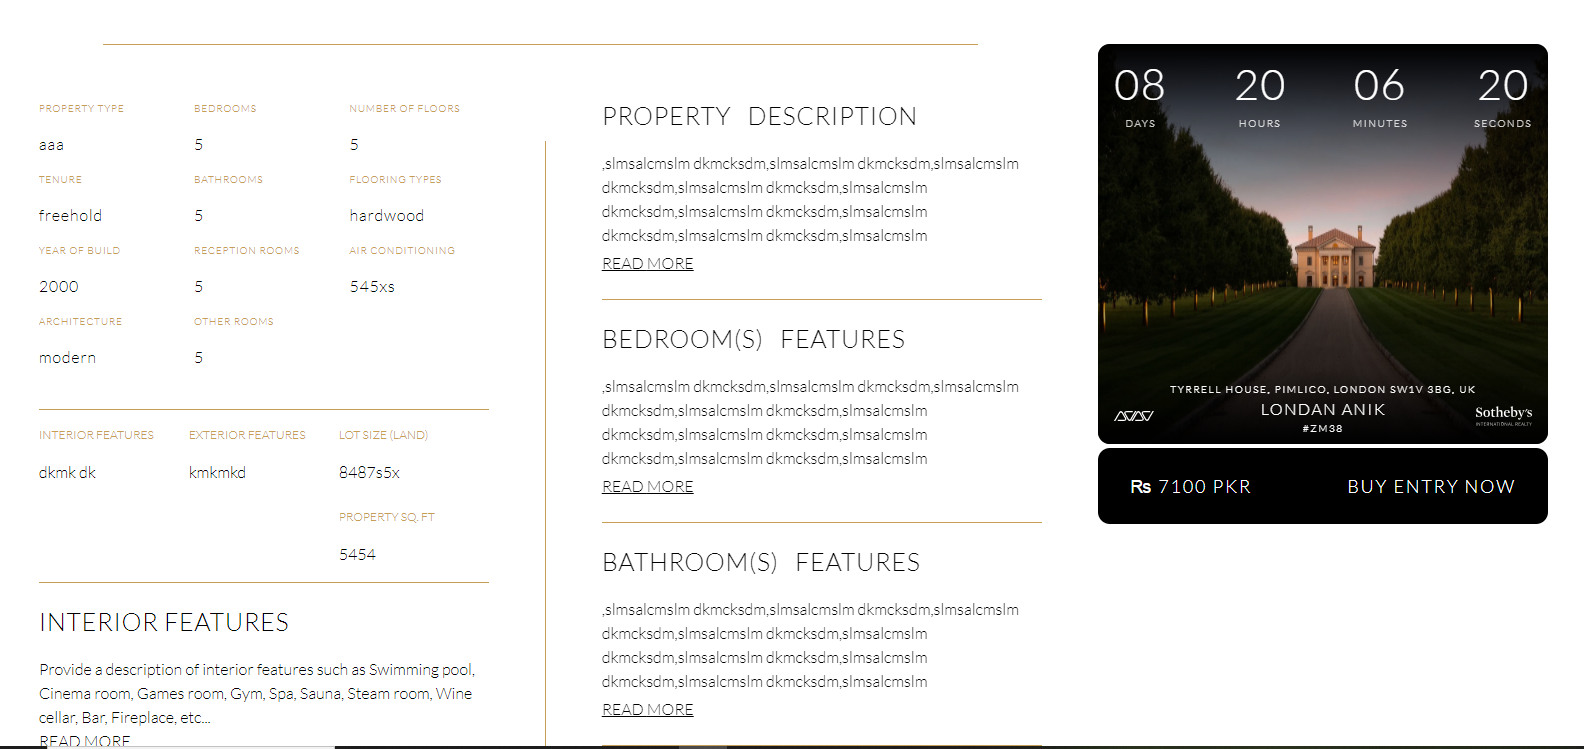 PROPERTY TYPE BEDROOMS NUMBER OF FLOORS
aaa 5 5
TENURE BATHROOMS FLOORING TYPES
freehold 5 hardwood
YEAR OF BUILD RECEPTION ROOMS AIR CONDITIONING
2000 5 545xs
ARCHITECTURE OTHER ROOMS
modern 5
INTERIOR FEATURES EXTERIOR FEATURES LOT SIZE (LAND)
dkmk dk kmkmkd 8487s5x
PROPERTY SQ. FT
5454
INTERIOR FEATURES
Provide a description of interior features such as Swimming pool,
Cinema room, Games room, Gym, Spa, Sauna, Steam room, Wine
cellar, Bar, Fireplace, etc...
READ MORE
PROPERTY DESCRIPTION
,slmsalcmslm dkmcksdm,slmsalcmslm dkmcksdm,slmsalcmslm
dkmcksdm,slmsalcmslm dkmcksdm,slmsalcmslm
dkmcksdm,slmsalcmslm dkmcksdm,slmsalcmslm
dkmcksdm,slmsalcmslm dkmcksdm,slmsalcmslm
READ MORE
BEDROOM(S) FEATURES
,slmsalcmslm dkmcksdm,slmsalcmslm dkmcksdm,slmsalcmslm
dkmcksdm,slmsalcmslm dkmcksdm,slmsalcmslm
dkmcksdm,slmsalcmslm dkmcksdm,slmsalcmslm
dkmcksdm,slmsalcmslm dkmcksdm,slmsalcmslm
READ MORE
BATHROOM(S) FEATURES
,slmsalcmslm dkmcksdm,slmsalcmslm dkmcksdm,slmsalcmslm
dkmcksdm,slmsalcmslm dkmcksdm,slmsalcmslm
dkmcksdm,slmsalcmslm dkmcksdm,slmsalcmslm
dkmcksdm,slmsalcmslm dkmcksdm,slmsalcmslm
READ MORE
08 20 06 20
DAYS HOURS MINUTES SECONDS
TYRRELL HOUSE, PIMLICO, LONDON SW1V 3BG, UK
LONDAN ANIK
#ZM38
Sotheby's
INTERNATIONAL REALTY
₨ 7100 PKR BUY ENTRY NOW